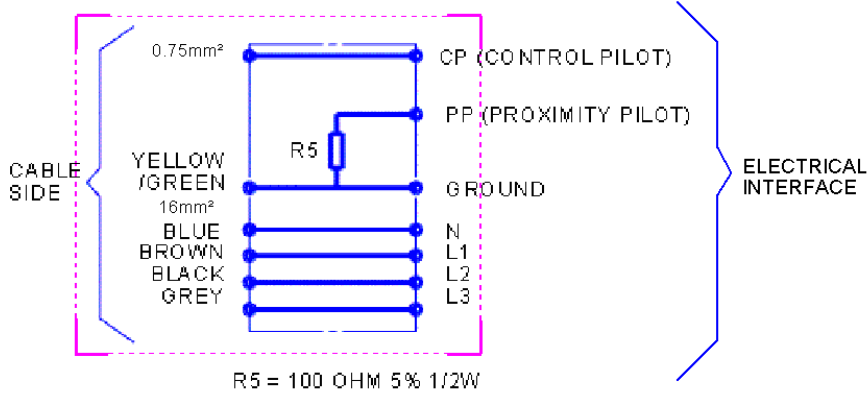 0.75mm²
CP (CONTROL PILOT)
PP (PROXIMITY PILOT)
R5
CABLE
SIDE
YELLOW
/GREEN
GROUND
ELECTRICAL
INTERFACE
16mm²
BLUE
N
BROWN
L1
BLACK
L2
GREY
L3
R5 = 100 OHM 5% 1/2W